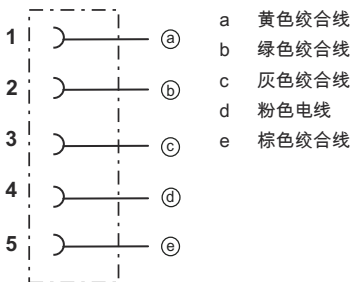 1 ⓐ
2 ⓑ
3 ⓒ
4 ⓓ
5 ⓔ
a 黄色绞合线
b 绿色绞合线
c 灰色绞合线
d 粉色电线
e 棕色绞合线